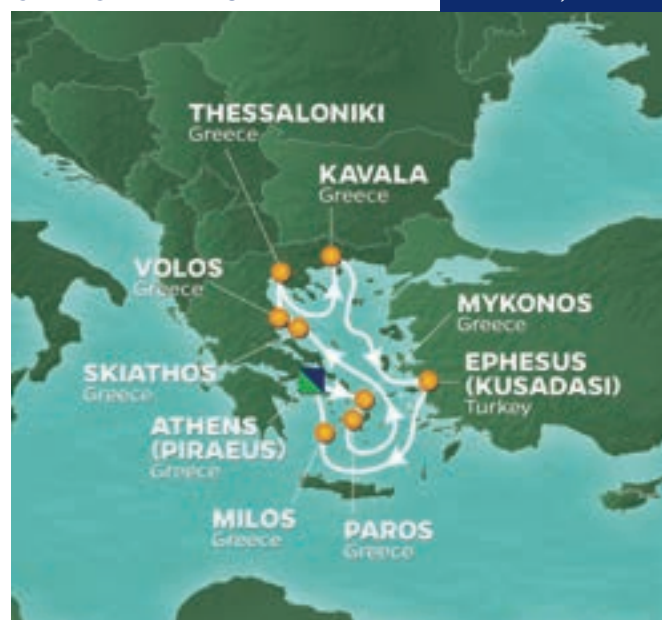 THESSALONIKI
Greece
KAVALA
Greece
VOLOS
Greece
MYKONOS
Greece
SKIATHOS
Greece
EPHESUS
(KUSADASI)
Turkey
ATHENS
(PIRAEUS)
Greece
MILOS
Greece
PAROS
Greece